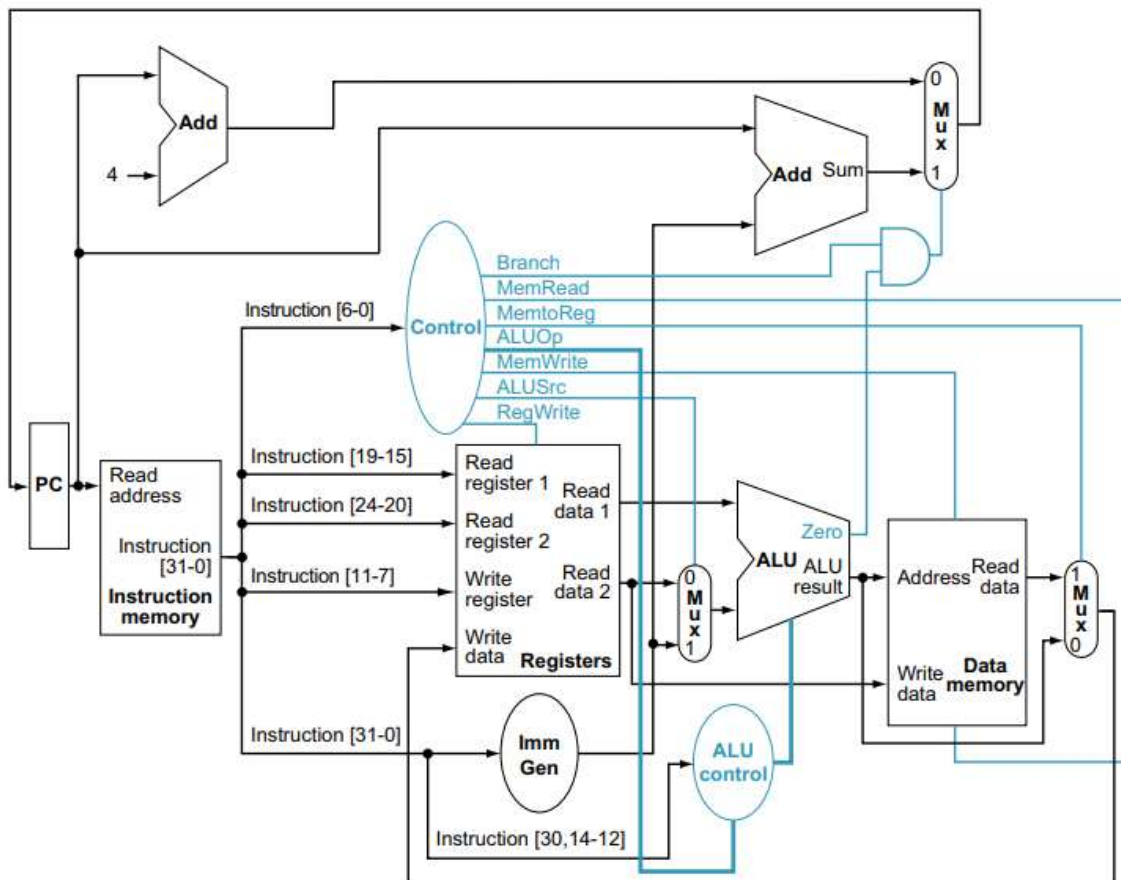 Add
4
Add Sum
0
Mux
1
Branch
MemRead
MemtoReg
ALUOp
MemWrite
ALUSrc
RegWrite
Instruction [6-0]
Control
PC
Read
address
Instruction
[31-0]
Instruction
memory
Instruction [19-15]
Instruction [24-20]
Instruction [11-7]
Instruction [31-0]
Read
register 1
Read
register 2
Write
register
Write
data
Read
data 1
Read
data 2
Registers
0
Mux
1
Zero
ALU
ALU
result
Address
Read
data
Write
data
Data
memory
1
Mux
0
Imm
Gen
ALU
control
Instruction [30,14-12]